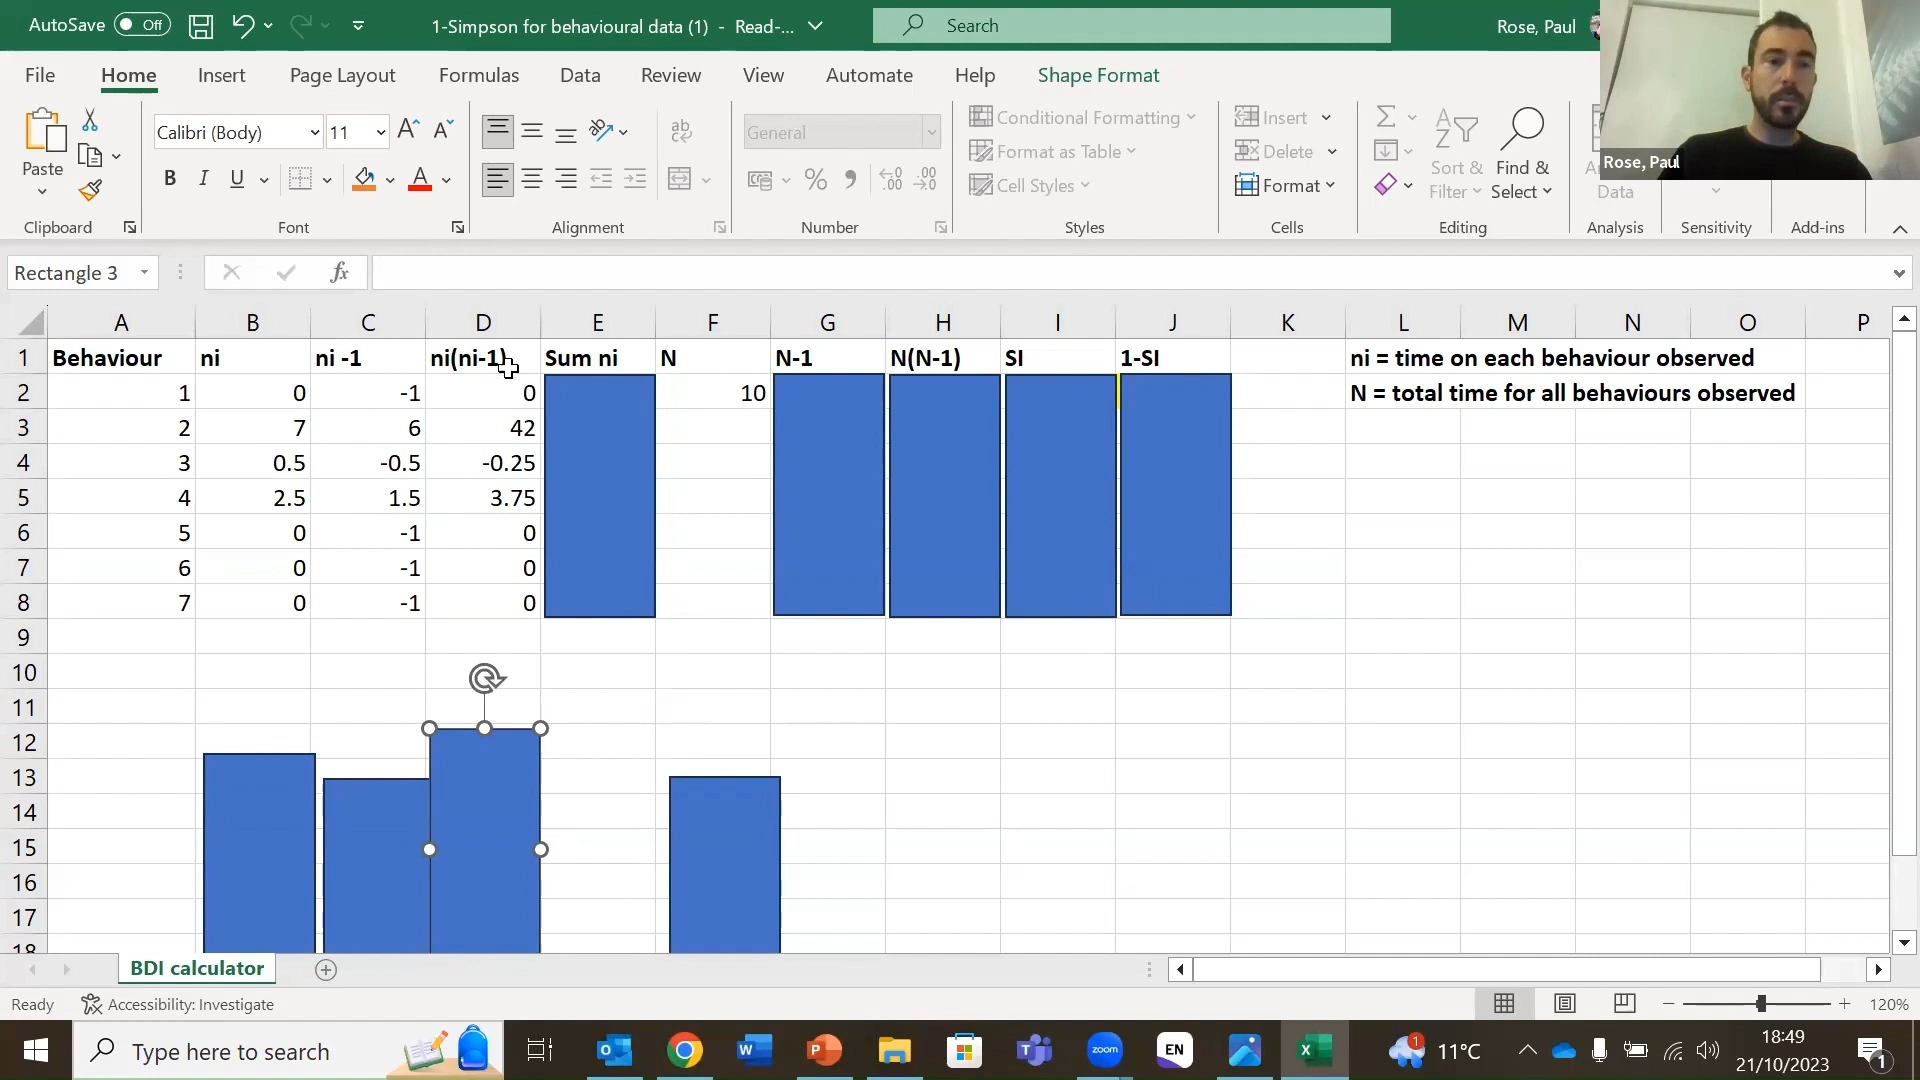 AutoSave Off 1-Simpson for behavioural data (1) - Read-... Search Rose, Paul
File Home Insert Page Layout Formulas Data Review View Automate Help Shape Format
Rose, Paul
Paste
Calibri (Body) 11
General
Conditional Formatting
Format as Table
Cell Styles
Insert
Delete
Format
Sort & Filter
Find & Select
Data
Clipboard Font Alignment Number Styles Cells Editing Analysis Sensitivity Add-ins
Rectangle 3 fx
A B C D E F G H I J K L M N O P
1 Behaviour ni ni -1 ni(ni-1) Sum ni N N-1 N(N-1) SI 1-SI ni = time on each behaviour observed
2 1 0 -1 0 10 N = total time for all behaviours observed
3 2 7 6 42
4 3 0.5 -0.5 -0.25
5 4 2.5 1.5 3.75
6 5 0 -1 0
7 6 0 -1 0
8 7 0 -1 0
9
10
11
12
13
14
15
16
17
18
BDI calculator
Ready Accessibility: Investigate 120%
Type here to search zoom EN 1 11°C 18:49
21/10/2023 1